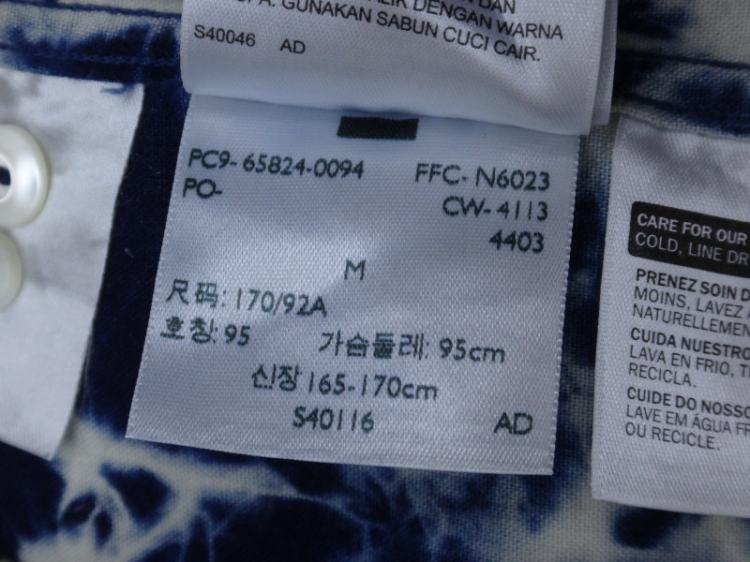 DAN
A. GUNAKAN SABUN CUCI CAIR.
DENGAN WARNA
S40046 AD
PC9- 65824-0094 FFC- N6023
PO- CW- 4113
4403
M
尺码: 170/92A
호칭: 95 가슴둘레: 95cm
신장 165-170cm
S40116 AD
CARE FOR OUR
COLD, LINE DR
PRENEZ SOIN D
MOINS, LAVEZ
NATURELLEMEN
CUIDA NUESTRO
LAVA EN FRIO, T
RECICLA.
CUIDE DO NOSSO
LAVE EM ÁGUA FR
OU RECICLE.